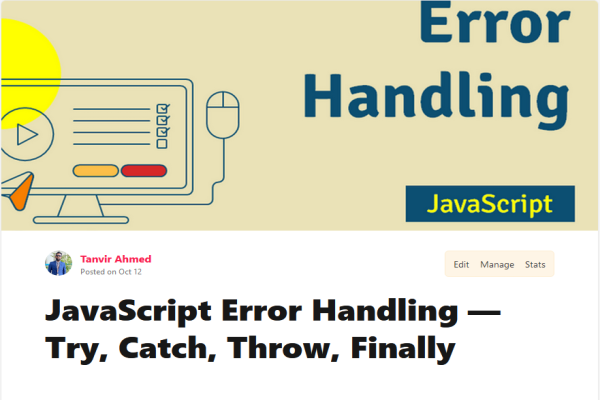 Error
Handling
JavaScript
Tanvir Ahmed
Posted on Oct 12
Edit Manage Stats
JavaScript Error Handling —
Try, Catch, Throw, Finally